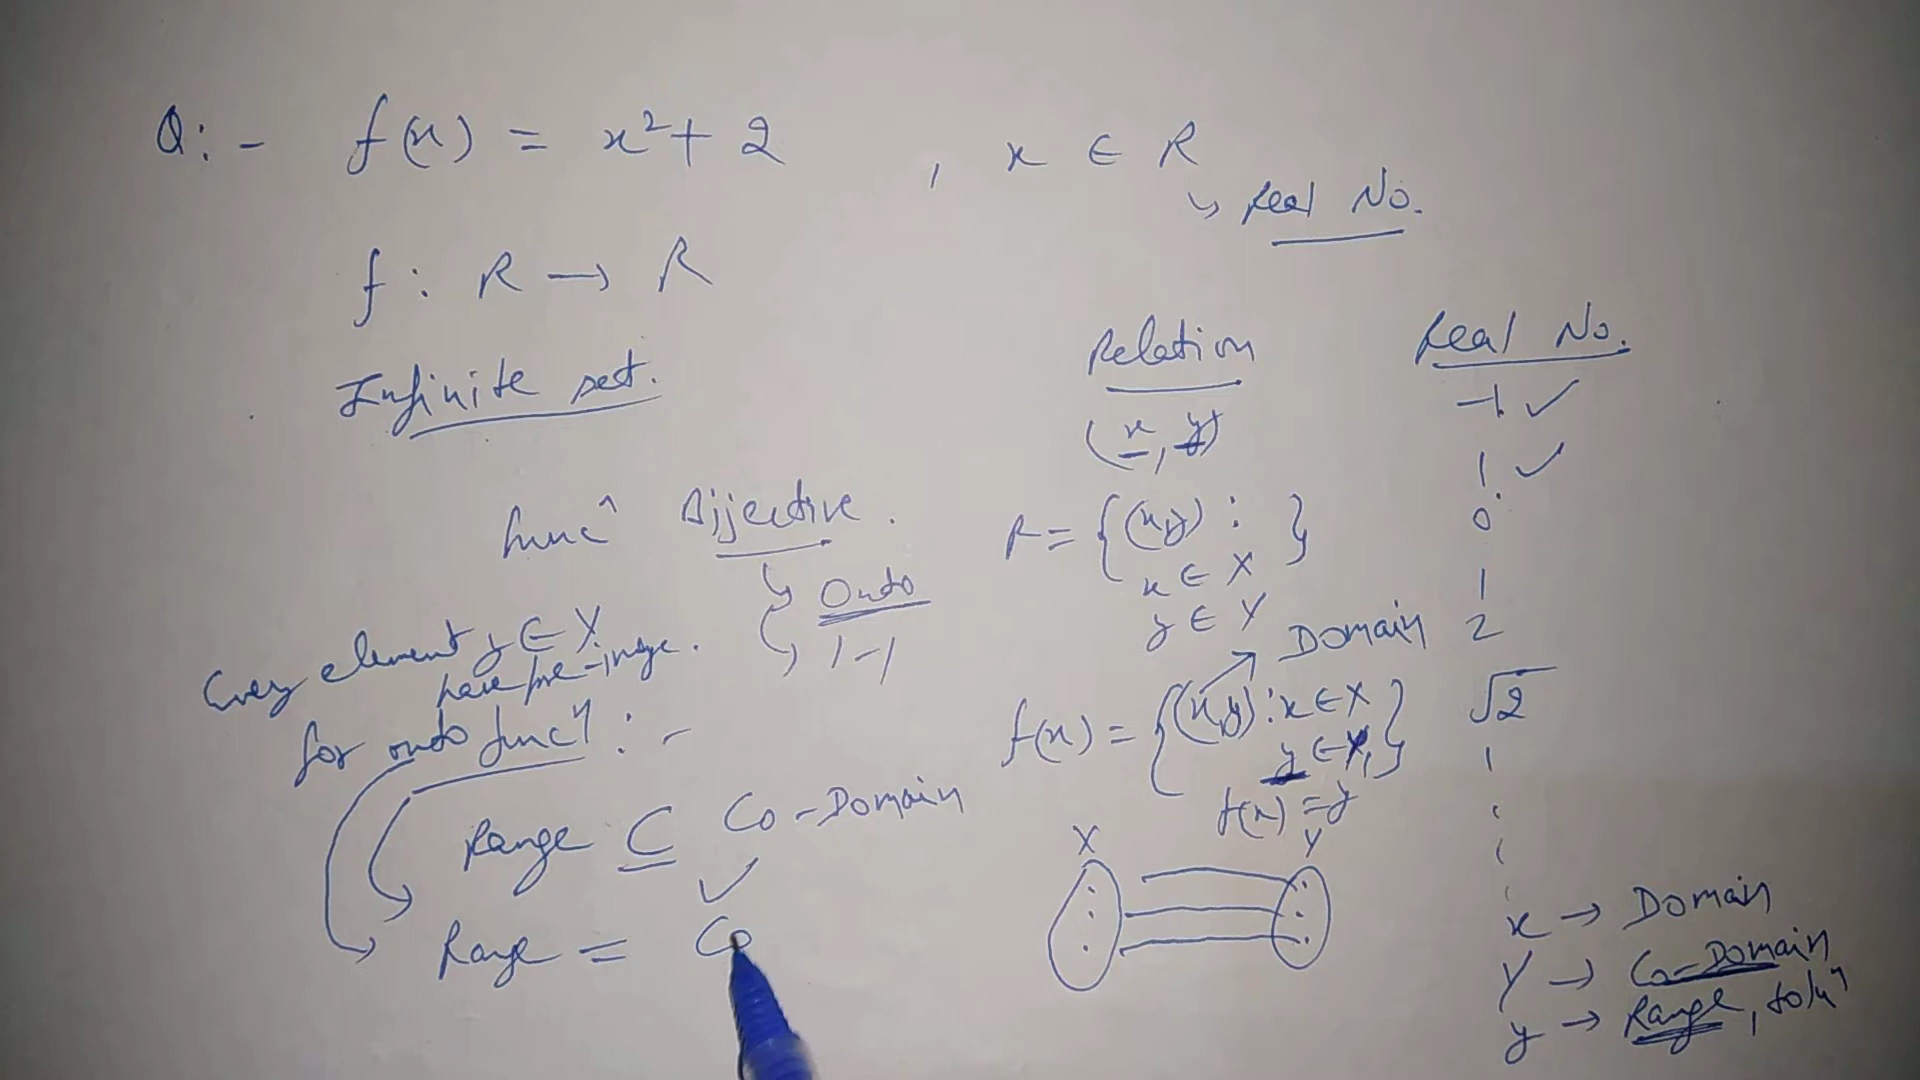 Q:- f(x) = x²+ 2 , x ∈ R
↳ Real No.
f : R → R
Infinite set.
Relation
(x, y)
R = { (x,y) : }
x ∈ X
y ∈ Y
Domain
f(x) = { (x,y) : x ∈ X
y ∈ Y, }
f(x) = y
X Y
Real No.
-1 ✓
1 ✓
0
1
2
√2
func^n Bijective.
↳ Onto
↳ 1-1
Every element y ∈ Y
have pre-image.
for onto func^n :-
Range ⊆ Co-Domain
✓
Range = Co
x → Domain
Y → Co-Domain
y → Range, sol^n